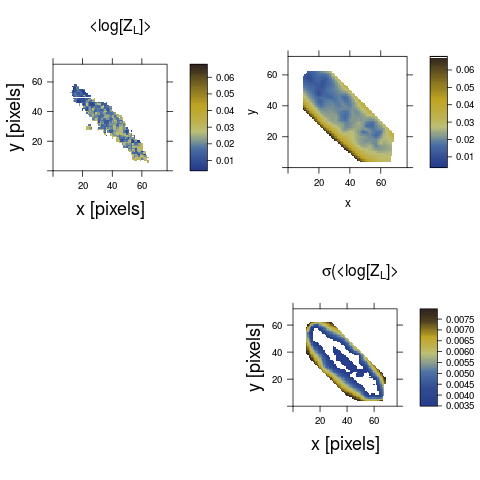 <log[Z_L]>
60
40
20
20 40 60
y [pixels]
x [pixels]
0.06
0.05
0.04
0.03
0.02
0.01
60
40
20
20 40 60
y
x
0.06
0.05
0.04
0.03
0.02
0.01
σ(<log[Z_L]>
60
40
20
20 40 60
y [pixels]
x [pixels]
0.0075
0.0070
0.0065
0.0060
0.0055
0.0050
0.0045
0.0040
0.0035